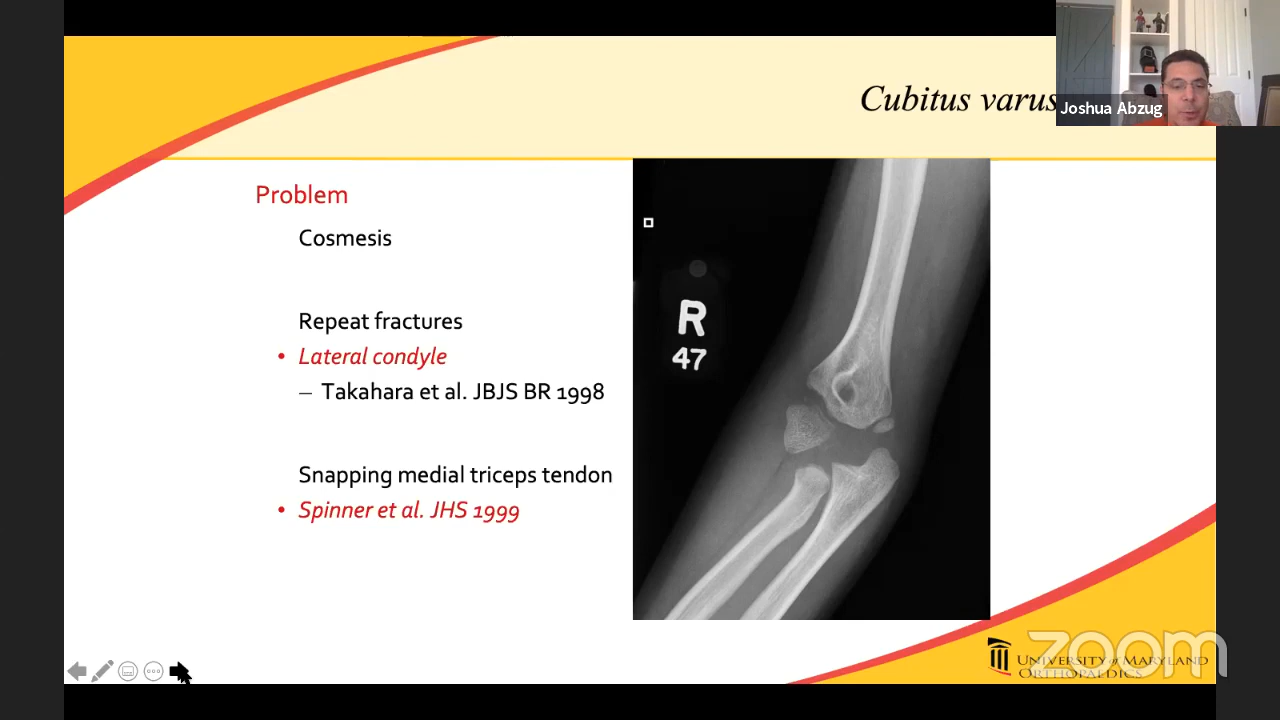 Cubitus varus
Joshua Abzug
Problem
Cosmesis
Repeat fractures
• Lateral condyle
– Takahara et al. JBJS BR 1998
Snapping medial triceps tendon
• Spinner et al. JHS 1999
R
47
UNIVERSITY OF MARYLAND
ORTHOPAEDICS
zoom